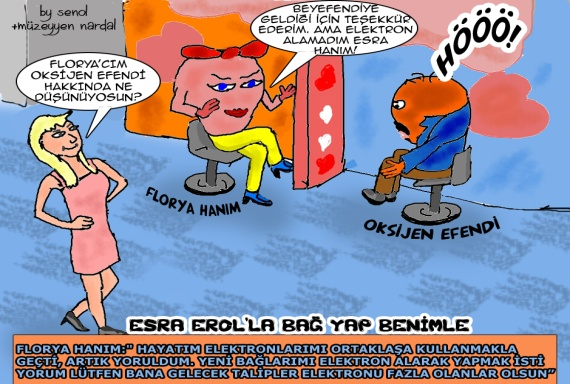 by senol
+müzeyyen nardal
FLORYA'CIM
OKSİJEN EFENDİ
HAKKINDA NE
DÜŞÜNÜYOSUN?
BEYEFENDİYE
GELDİĞİ İÇİN TEŞEKKÜR
EDERİM. AMA ELEKTRON
ALAMADIM ESRA
HANIM!
HÖÖÖ!
FLORYA HANIM
OKSİJEN EFENDİ
ESRA EROL'LA BAĞ YAP BENİMLE
FLORYA HANIM:" HAYATIM ELEKTRONLARIMI ORTAKLAŞA KULLANMAKLA
GEÇTİ, ARTIK YORULDUM. YENİ BAĞLARIMI ELEKTRON ALARAK YAPMAK İSTİ
YORUM LÜTFEN BANA GELECEK TALİPLER ELEKTRONU FAZLA OLANLAR OLSUN"